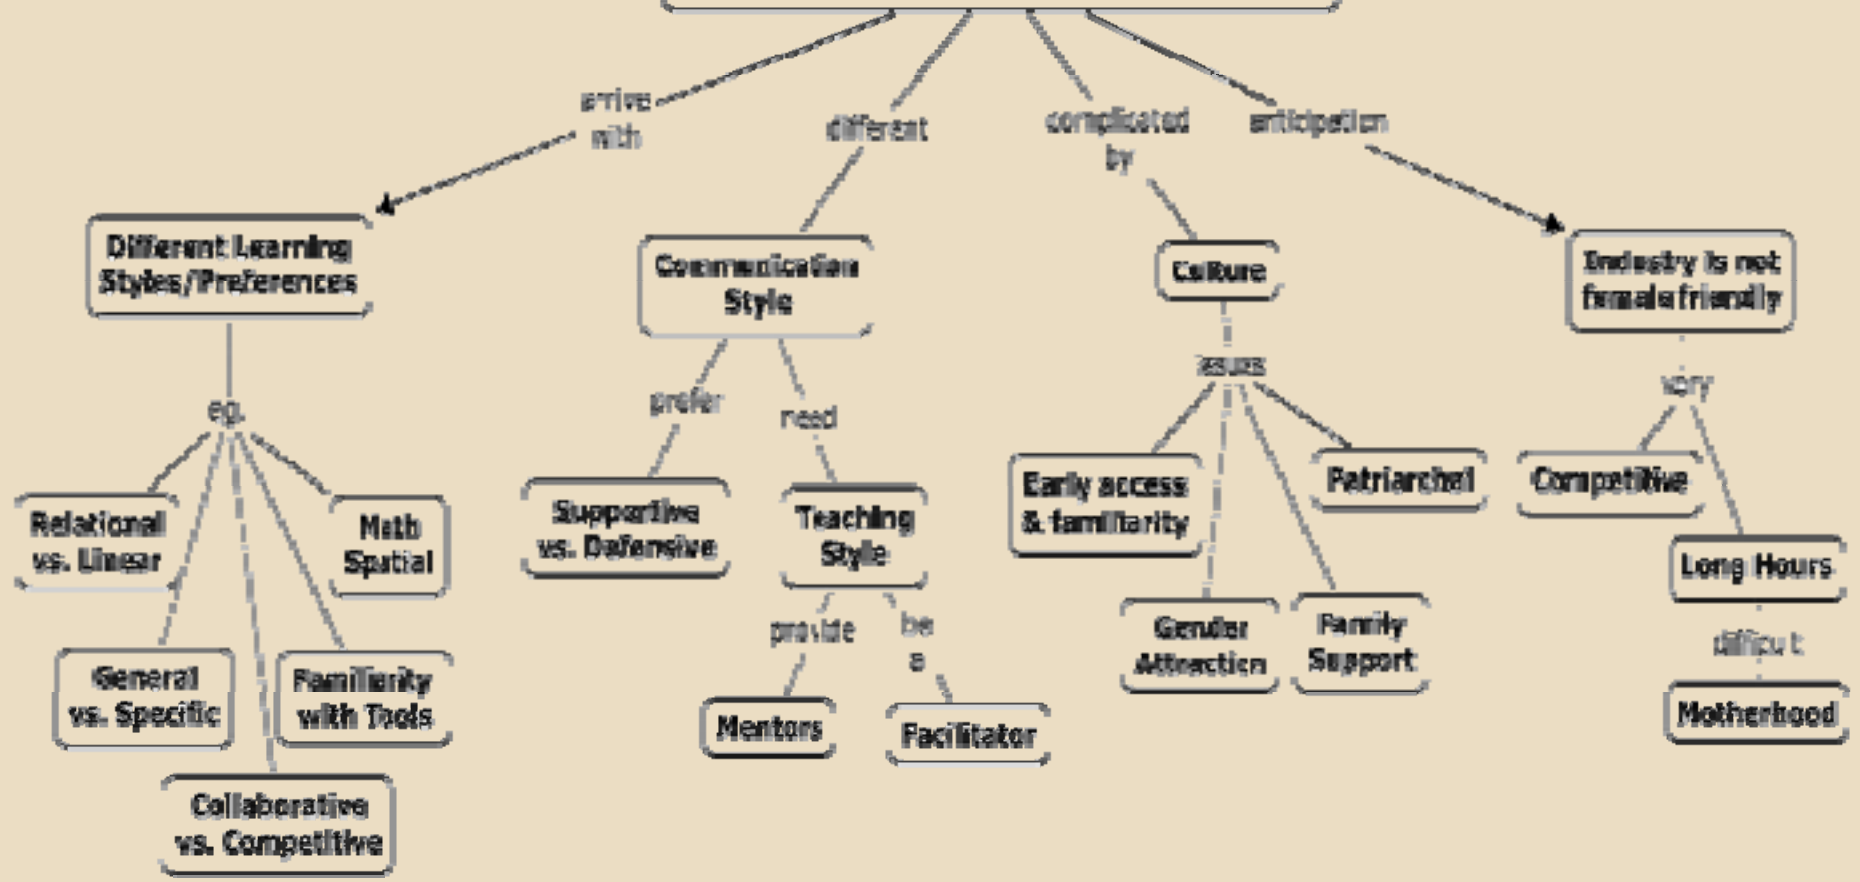 arrive
with
different
complicated
by
anticipation
Different Learning
Styles/Preferences
Communication
Style
Culture
Industry is not
female friendly
eg.
prefer
need
issues
very
Relational
vs. Linear
Math
Spatial
General
vs. Specific
Familiarity
with Tools
Collaborative
vs. Competitive
Supportive
vs. Defensive
Teaching
Style
provide
be
a
Mentors
Facilitator
Early access
& familiarity
Patriarchal
Gender
Attraction
Family
Support
Competitive
Long Hours
difficult
Motherhood